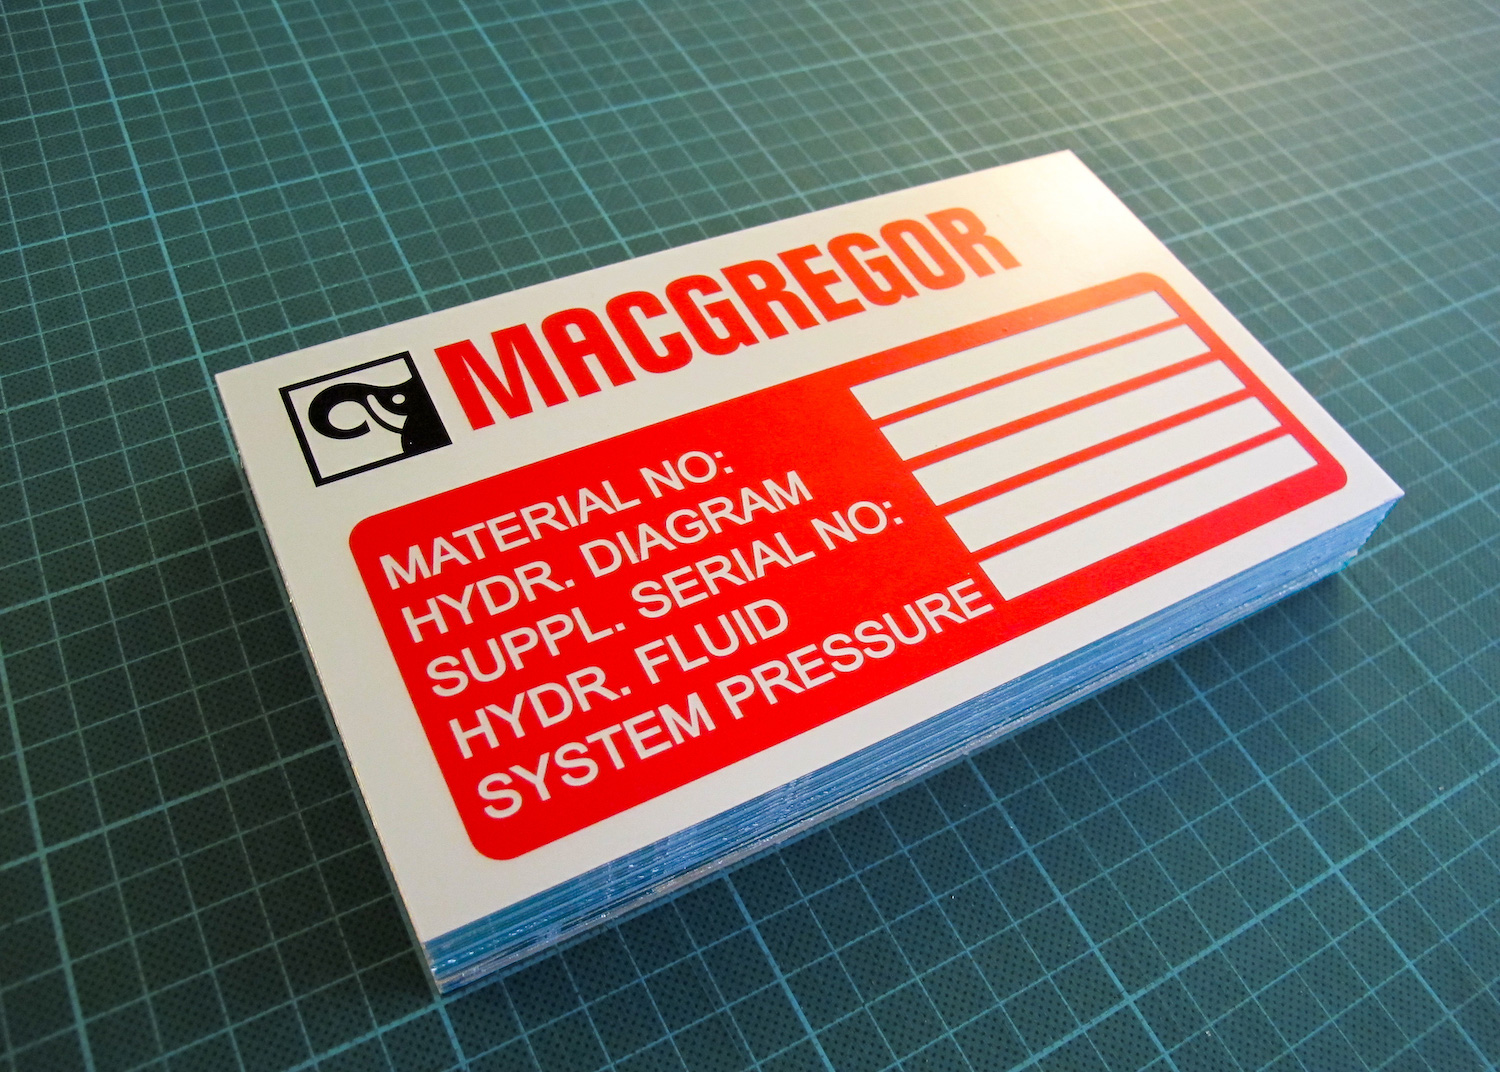 MACGREGOR
MATERIAL NO:
HYDR. DIAGRAM
SUPPL. SERIAL NO:
HYDR. FLUID
SYSTEM PRESSURE